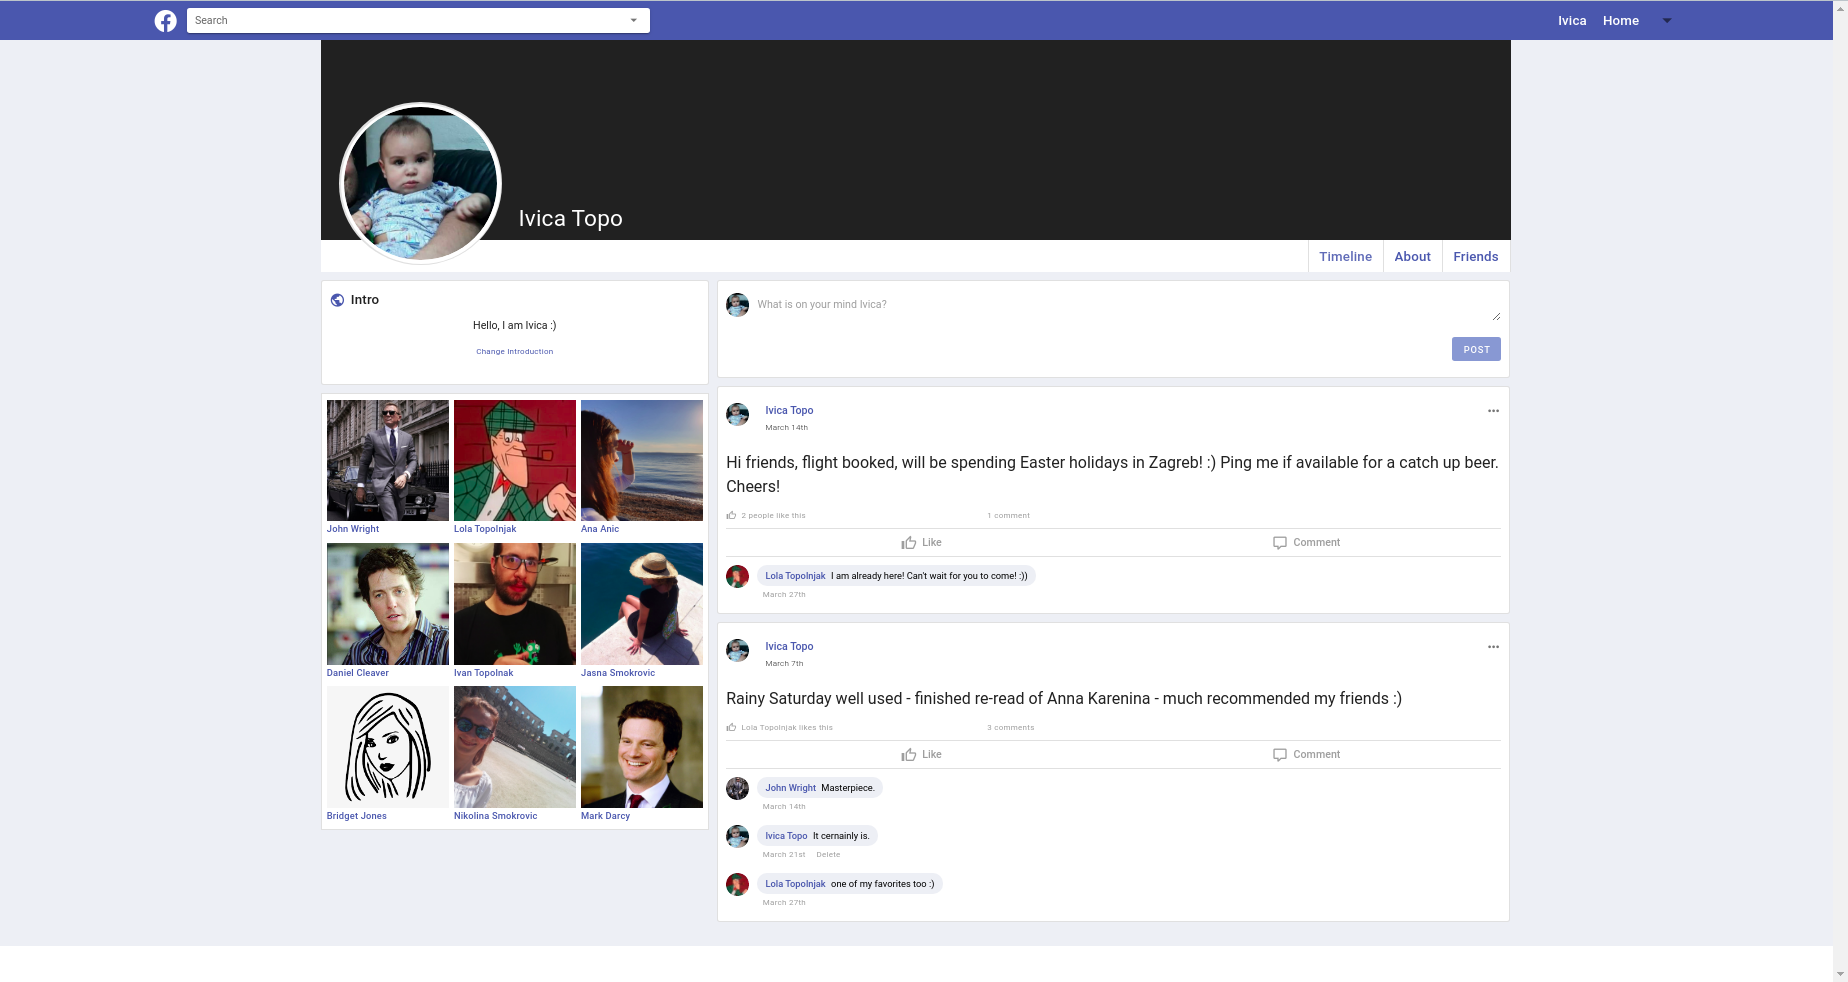 Search
Ivica
Home
Ivica Topo
Timeline
About
Friends
Intro
Hello, I am Ivica :)
Change Introduction
John Wright
Lola Topolnjak
Ana Anic
Daniel Cleaver
Ivan Topolnak
Jasna Smokrovic
Bridget Jones
Nikolina Smokrovic
Mark Darcy
What is on your mind Ivica?
POST
Ivica Topo
March 14th
Hi friends, flight booked, will be spending Easter holidays in Zagreb! :) Ping me if available for a catch up beer.
Cheers!
2 people like this
1 comment
Like
Comment
Lola Topolnjak I am already here! Can't wait for you to come! :))
March 27th
Ivica Topo
March 7th
Rainy Saturday well used - finished re-read of Anna Karenina - much recommended my friends :)
Lola Topolnjak likes this
3 comments
Like
Comment
John Wright Masterpiece.
March 14th
Ivica Topo It cernainly is.
March 21st Delete
Lola Topolnjak one of my favorites too :)
March 27th